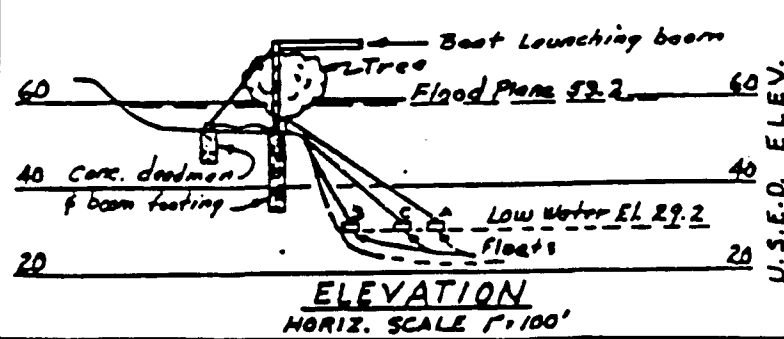 Boat Launching boom
Tree
60 Flood Plane 59.2 60
Conc. deadman
& boom footing
40 40
B C A
Low Water El. 29.2
Floats
20 20
U.S.E.D. ELEV.
ELEVATION
HORIZ. SCALE 1"=100'